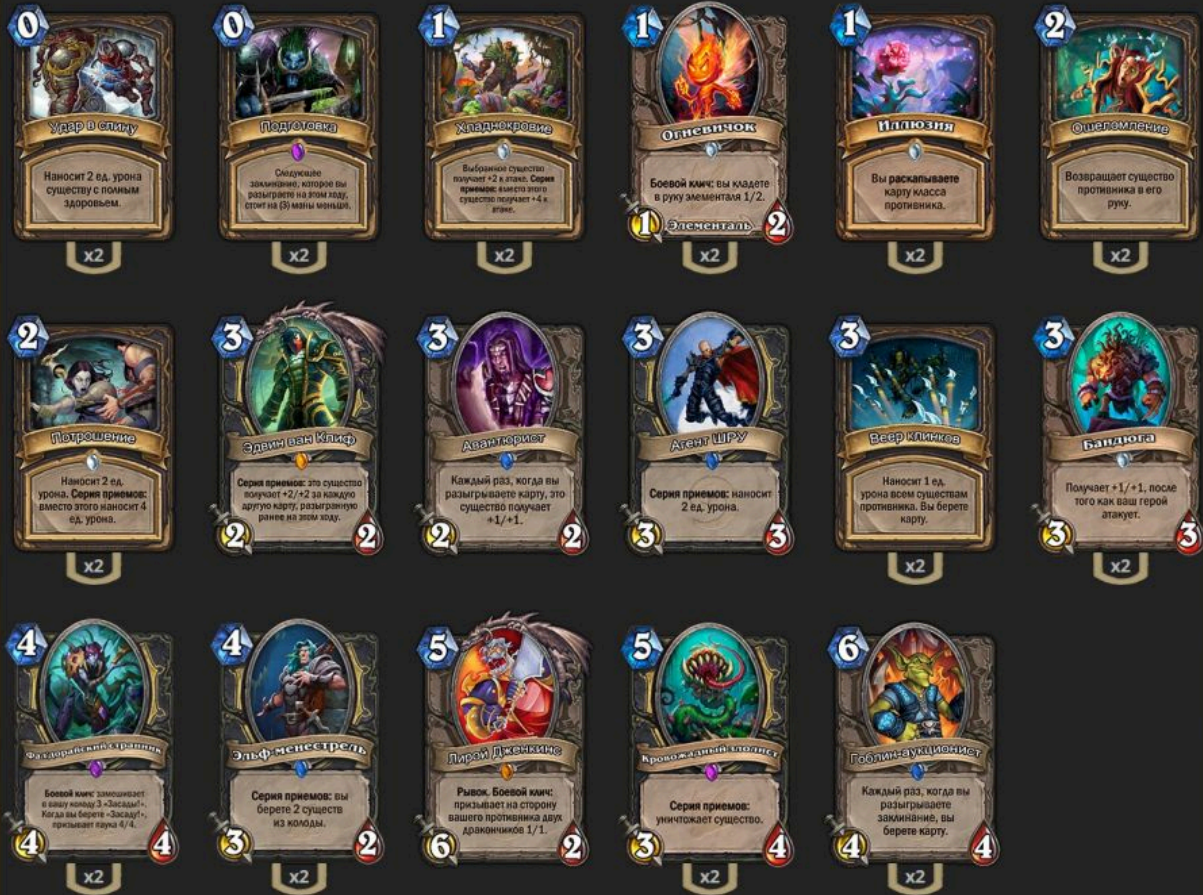 0
Удар в спину
Наносит 2 ед. урона
существу с полным
здоровьем.
x2
0
Подготовка
Следующее
заклинание, которое вы
разыграете на этом ходу,
стоит на (3) маны меньше.
x2
1
Хладнокровие
Выбранное существо
получает +2 к атаке. Серия
приемов: вместо этого
существо получает +4 к
атаке.
x2
1
Огневичок
Боевой клич: вы кладете
в руку элементаля 1/2.
1
Элементаль
2
x2
1
Иллюзия
Вы раскапываете
карту класса
противника.
x2
2
Ошеломление
Возвращает существо
противника в его
руку.
x2
2
Потрошение
Наносит 2 ед.
урона. Серия приемов:
вместо этого наносит 4
ед. урона.
x2
3
Эдвин ван Клиф
Серия приемов: это существо
получает +2/+2 за каждую
другую карту, разыгранную
ранее на этом ходу.
2
2
3
Авантюрист
Каждый раз, когда вы
разыгрываете карту, это
существо получает
+1/+1.
2
2
3
Агент ШРУ
Серия приемов: наносит
2 ед. урона.
3
3
3
Веер клинков
Наносит 1 ед.
урона всем существам
противника. Вы берете
карту.
x2
3
Бандюга
Получает +1/+1, после
того как ваш герой
атакует.
3
3
x2
4
Фалдорайский странник
Боевой клич: замешивает
в вашу колоду 3 «Засады!».
Когда вы берете «Засаду!»,
призывает паука 4/4.
4
4
x2
4
Эльф-менестрель
Серия приемов: вы
берете 2 существ
из колоды.
3
2
x2
5
Лирой Дженкинс
Рывок. Боевой клич:
призывает на сторону
вашего противника двух
дракончиков 1/1.
6
2
5
Кровожадный злолист
Серия приемов:
уничтожает существо.
3
4
x2
6
Гоблин-аукционист
Каждый раз, когда вы
разыгрываете
заклинание, вы
берете карту.
4
4
x2